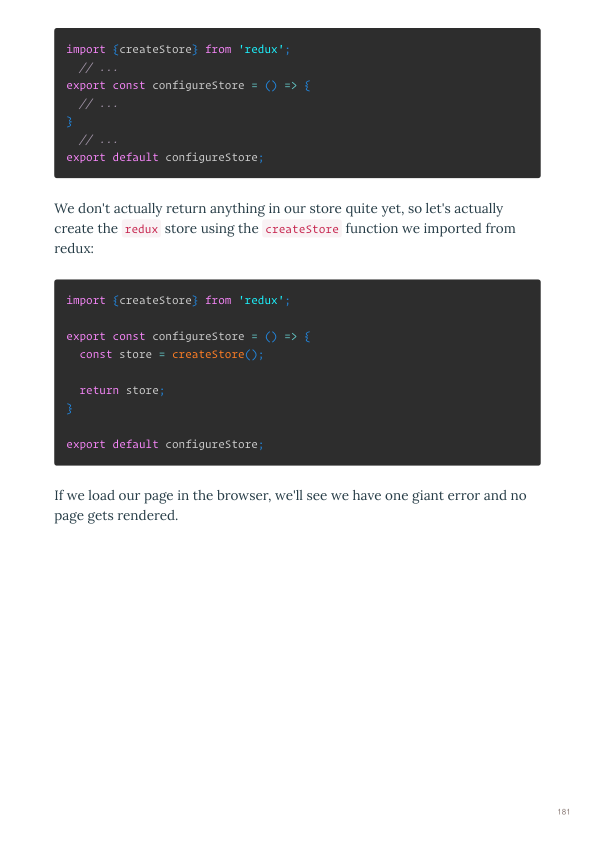 import {createStore} from 'redux';
  // ...
export const configureStore = () => {
  // ...
}
  // ...
export default configureStore;
We don't actually return anything in our store quite yet, so let's actually
create the redux store using the createStore function we imported from
redux:
import {createStore} from 'redux';
export const configureStore = () => {
  const store = createStore();
  return store;
}
export default configureStore;
If we load our page in the browser, we'll see we have one giant error and no
page gets rendered.
181